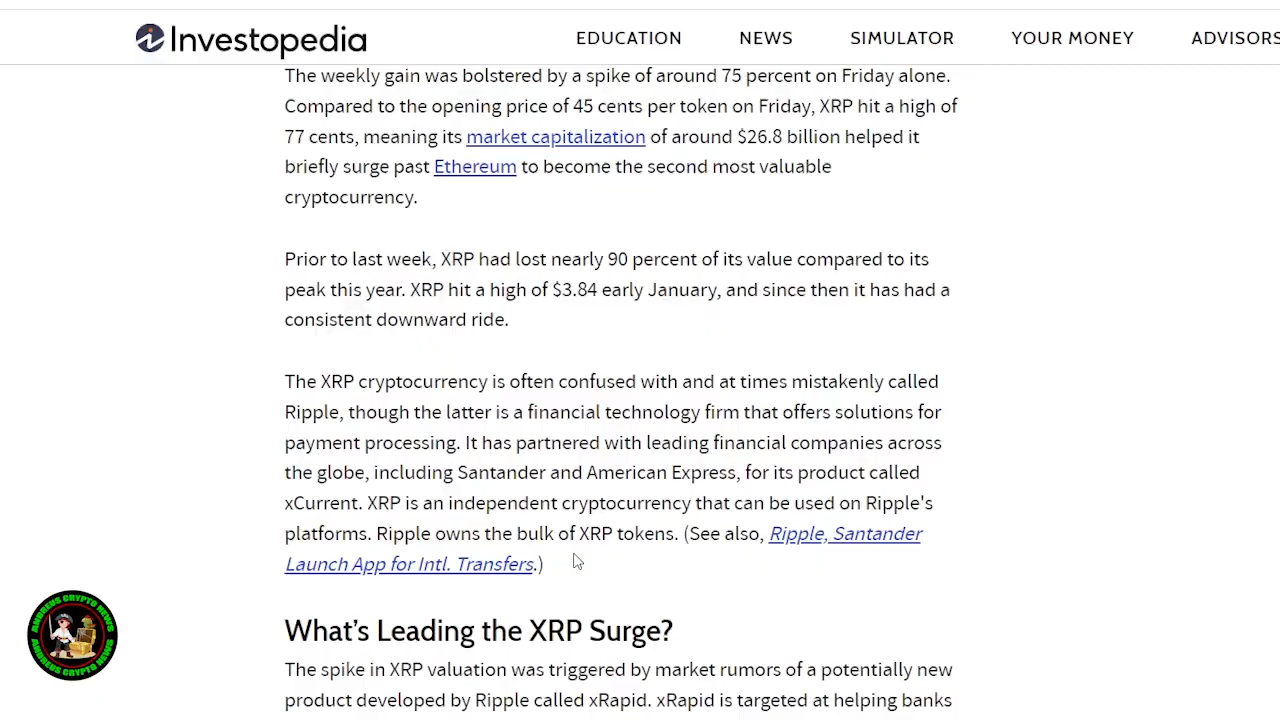 Investopedia
EDUCATION NEWS SIMULATOR YOUR MONEY ADVISORS
The weekly gain was bolstered by a spike of around 75 percent on Friday alone.
Compared to the opening price of 45 cents per token on Friday, XRP hit a high of
77 cents, meaning its market capitalization of around $26.8 billion helped it
briefly surge past Ethereum to become the second most valuable
cryptocurrency.
Prior to last week, XRP had lost nearly 90 percent of its value compared to its
peak this year. XRP hit a high of $3.84 early January, and since then it has had a
consistent downward ride.
The XRP cryptocurrency is often confused with and at times mistakenly called
Ripple, though the latter is a financial technology firm that offers solutions for
payment processing. It has partnered with leading financial companies across
the globe, including Santander and American Express, for its product called
xCurrent. XRP is an independent cryptocurrency that can be used on Ripple's
platforms. Ripple owns the bulk of XRP tokens. (See also, Ripple, Santander
Launch App for Intl. Transfers.)
What's Leading the XRP Surge?
The spike in XRP valuation was triggered by market rumors of a potentially new
product developed by Ripple called xRapid. xRapid is targeted at helping banks
ANDREUS CRYPTO NEWS
ANDREUS CRYPTO NEWS